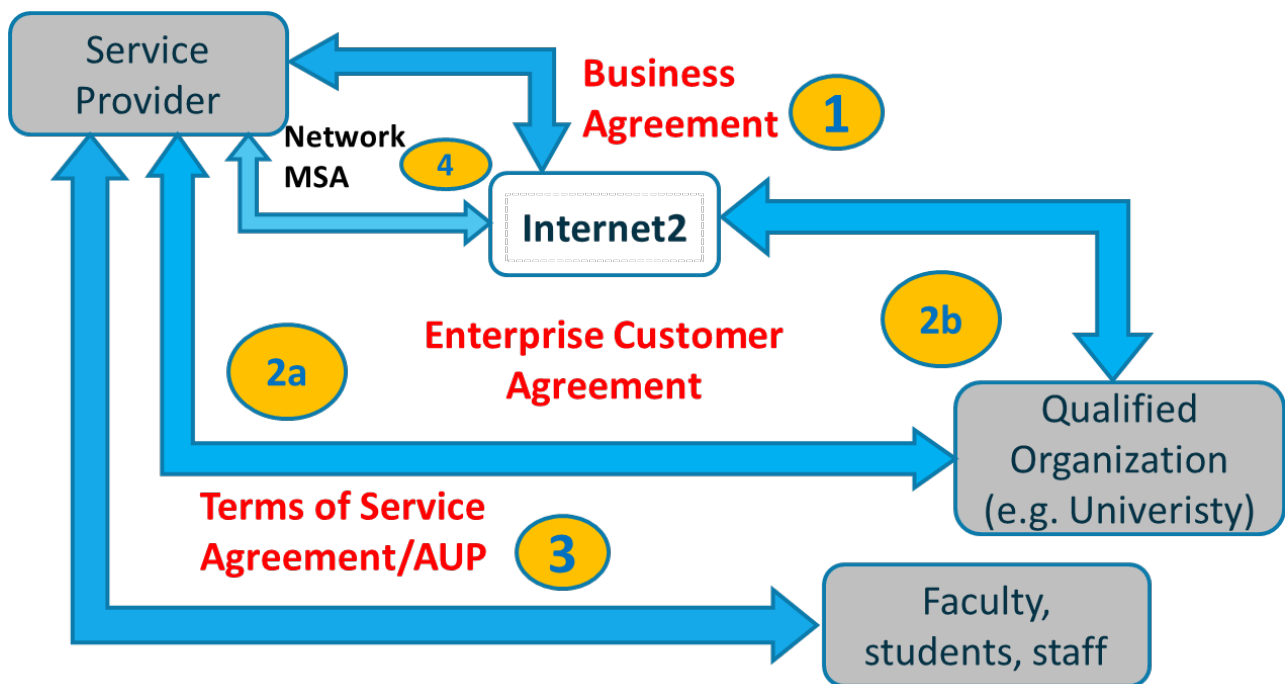 Service
Provider
Business
Agreement
1
Network
MSA
4
Internet2
Enterprise Customer
Agreement
2a
2b
Qualified
Organization
(e.g. Univeristy)
Terms of Service
Agreement/AUP
3
Faculty,
students, staff